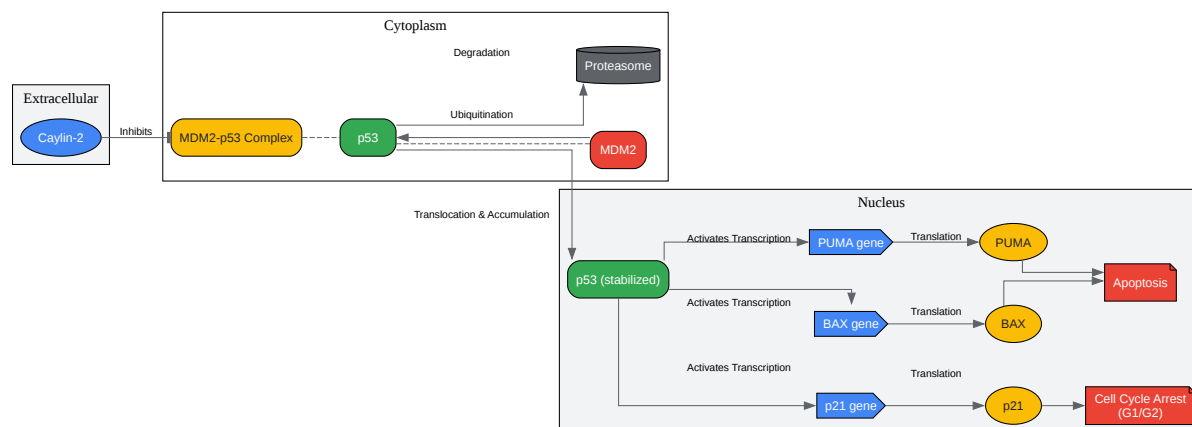 Cytoplasm
Degradation
Proteasome
Extracellular
Caylin-2
Inhibits
MDM2-p53 Complex
p53
Ubiquitination
MDM2
Translocation & Accumulation
Nucleus
p53 (stabilized)
Activates Transcription
PUMA gene
Translation
PUMA
Apoptosis
Activates Transcription
BAX gene
Translation
BAX
Activates Transcription
p21 gene
Translation
p21
Cell Cycle Arrest
(G1/G2)